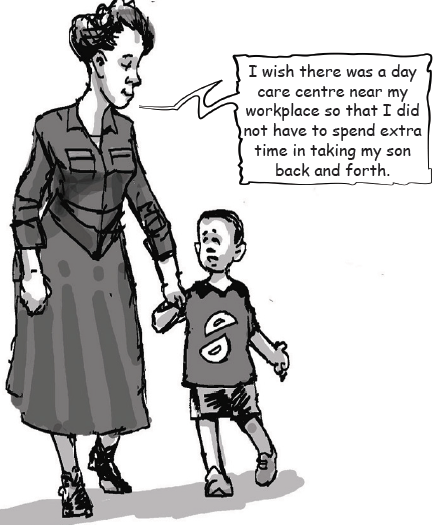 I wish there was a day
care centre near my
workplace so that I did
not have to spend extra
time in taking my son
back and forth.